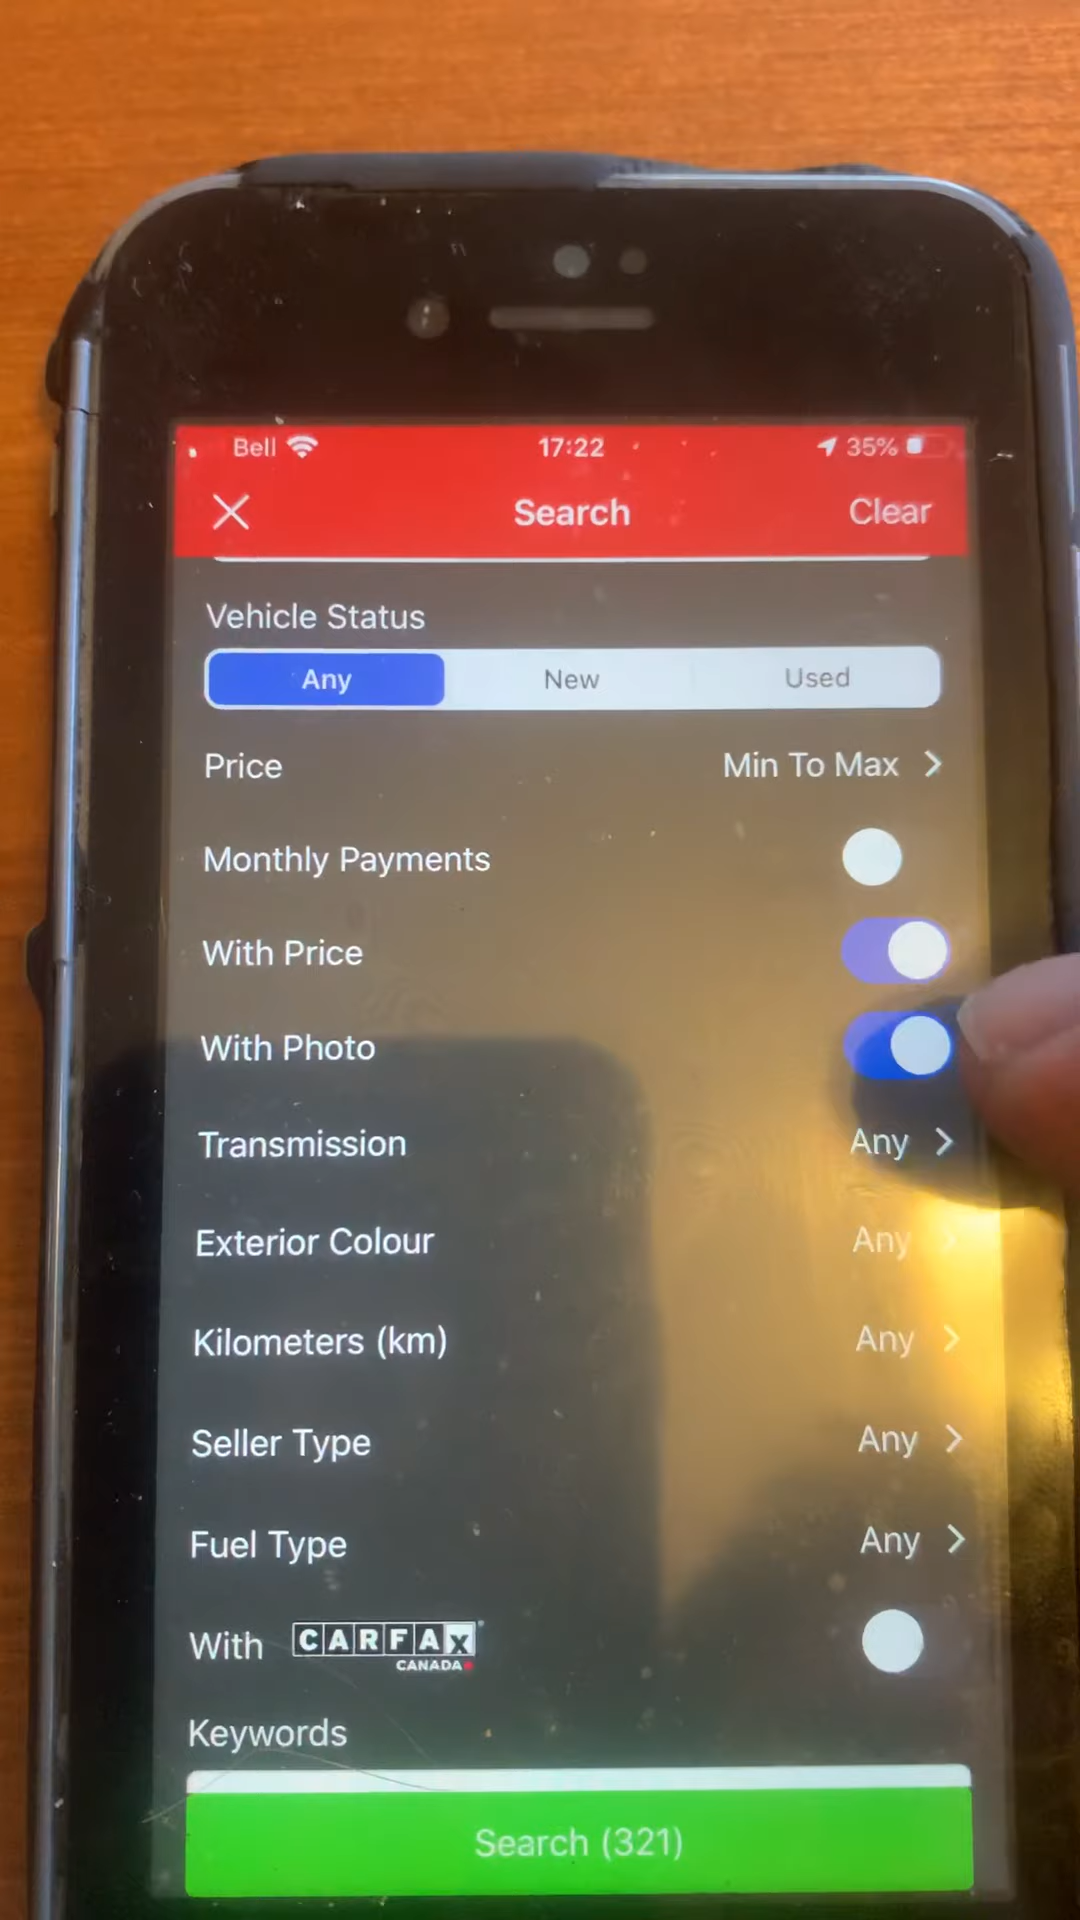 Bell 17:22 35%
Search Clear
Vehicle Status
Any New Used
Price Min To Max
Monthly Payments
With Price
With Photo
Transmission Any
Exterior Colour Any
Kilometers (km) Any
Seller Type Any
Fuel Type Any
With CARFAX
CANADA
Keywords
Search (321)